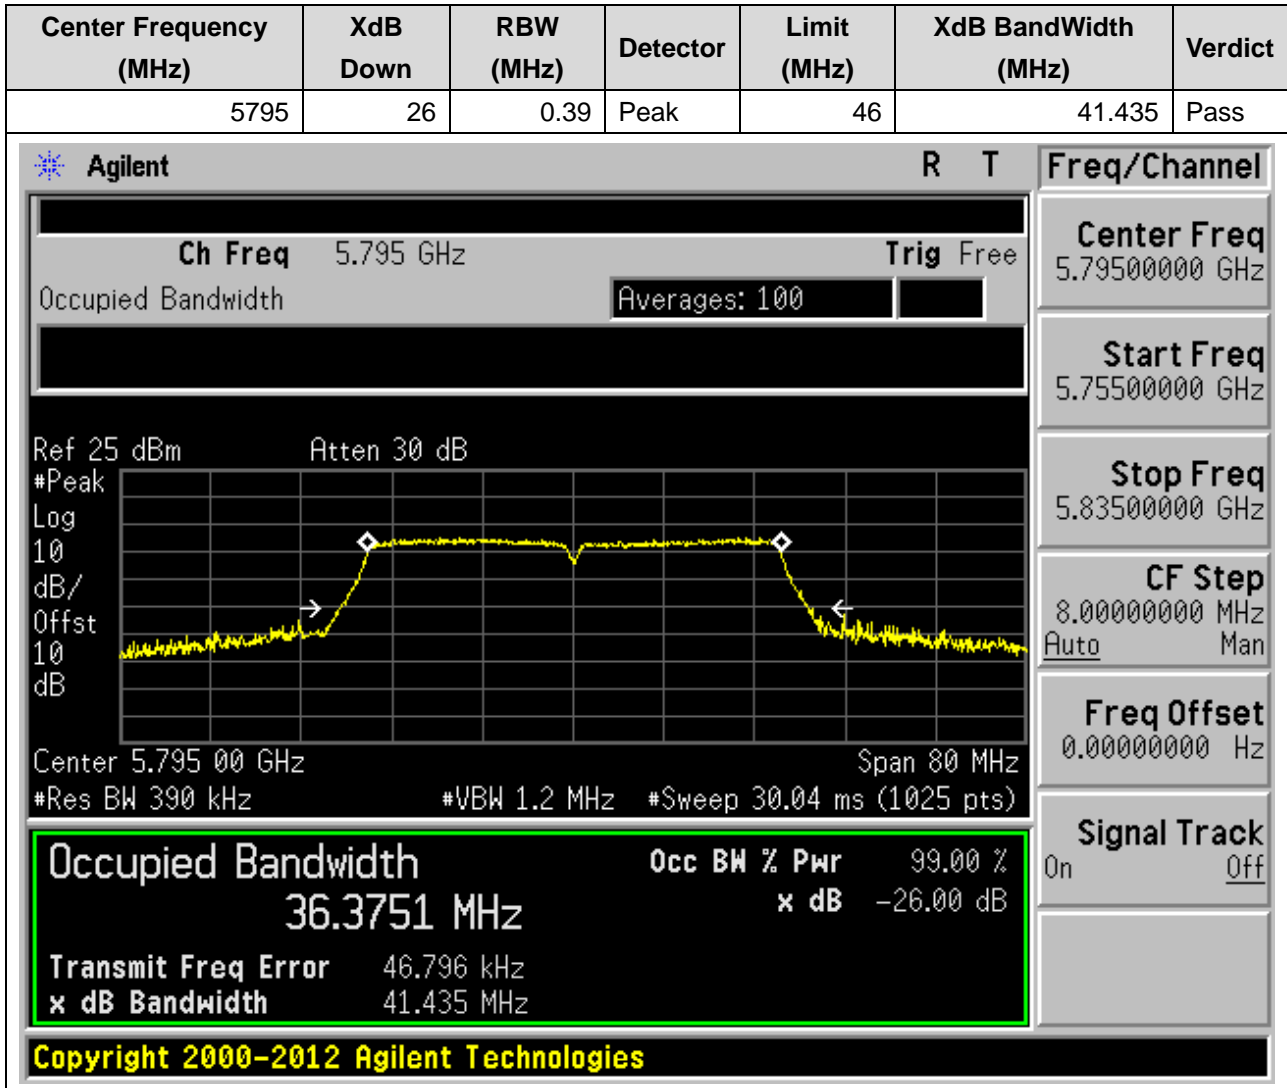 Center Frequency (MHz) XdB Down RBW (MHz) Detector Limit (MHz) XdB BandWidth (MHz) Verdict
5795 26 0.39 Peak 46 41.435 Pass
Agilent R T
Ch Freq 5.795 GHz Trig Free
Occupied Bandwidth Averages: 100
Ref 25 dBm Atten 30 dB
#Peak
Log
10
dB/
Offst
10
dB
Center 5.795 00 GHz Span 80 MHz
#Res BW 390 kHz #VBW 1.2 MHz #Sweep 30.04 ms (1025 pts)
Occupied Bandwidth Occ BW % Pwr 99.00 %
36.3751 MHz x dB -26.00 dB
Transmit Freq Error 46.796 kHz
x dB Bandwidth 41.435 MHz
Copyright 2000-2012 Agilent Technologies
Freq/Channel
Center Freq
5.79500000 GHz
Start Freq
5.75500000 GHz
Stop Freq
5.83500000 GHz
CF Step
8.00000000 MHz
Auto Man
Freq Offset
0.00000000 Hz
Signal Track
On Off